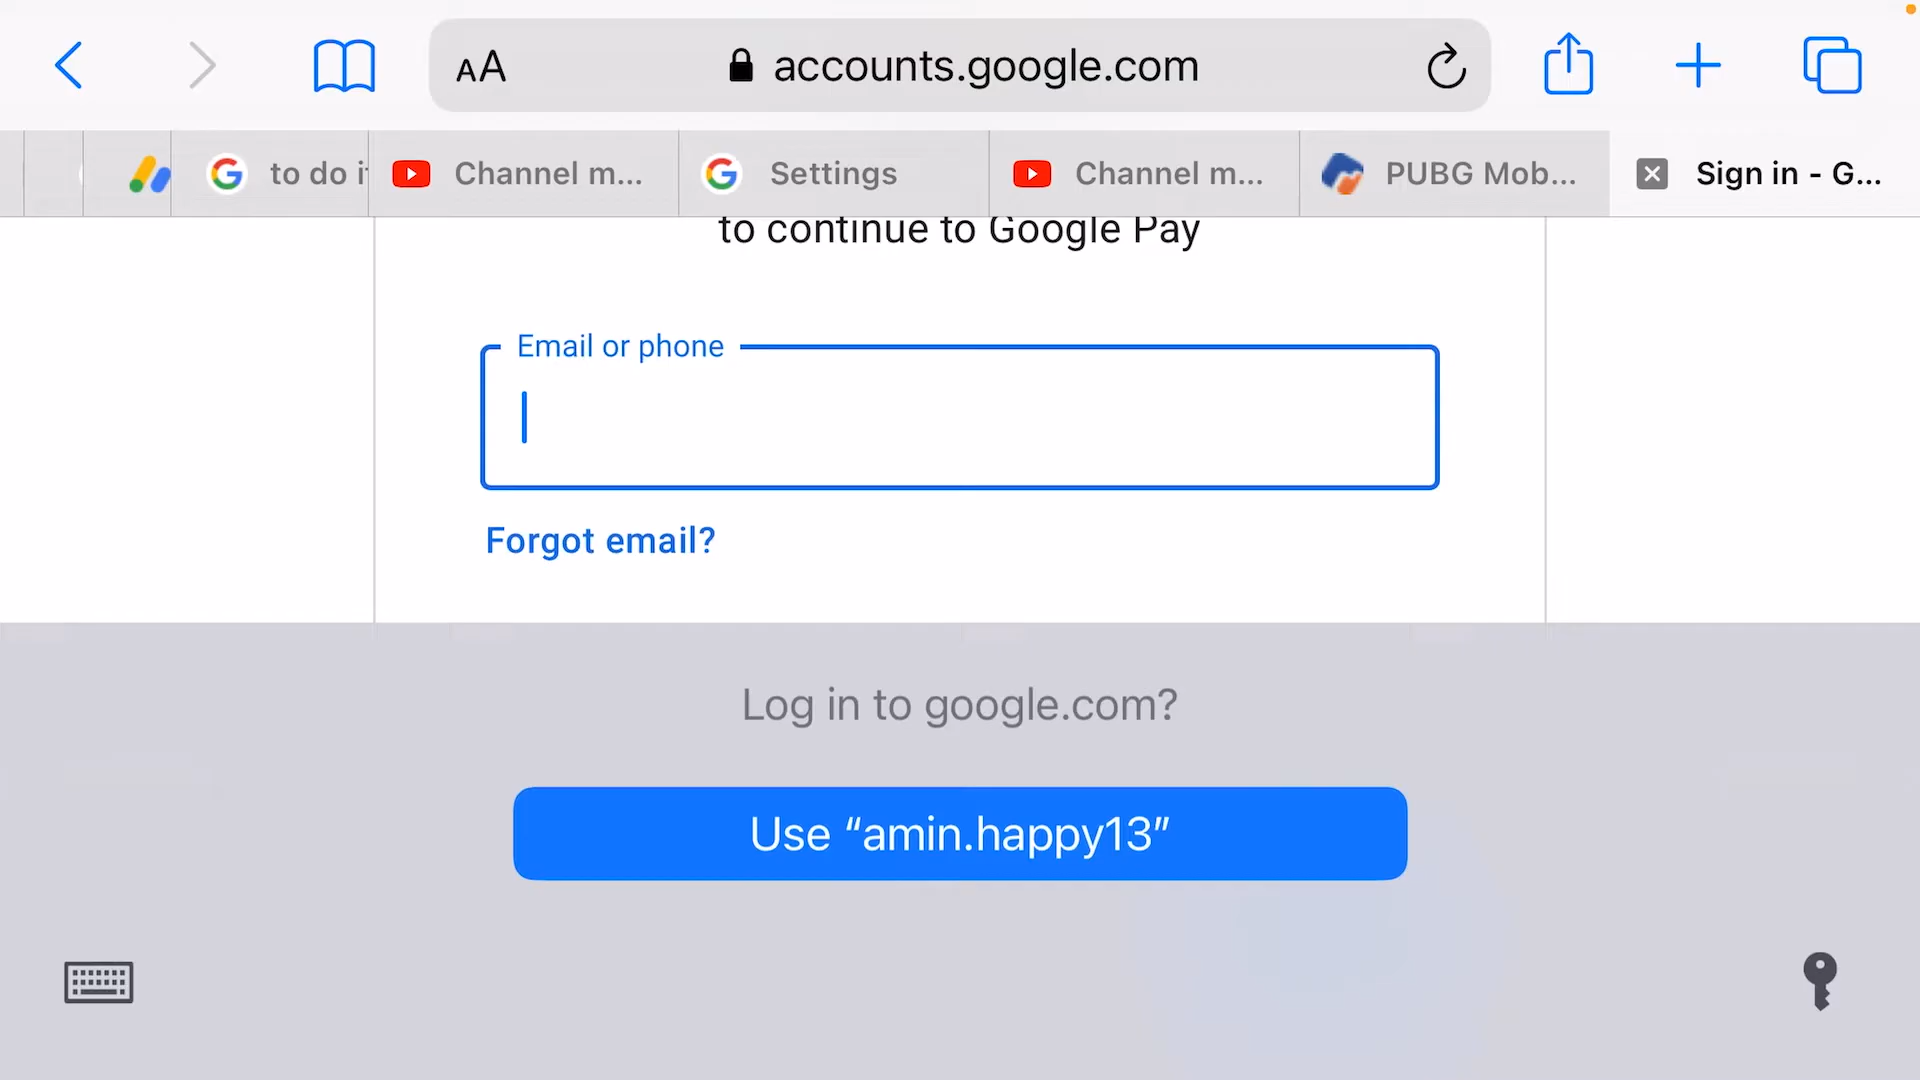 AA accounts.google.com
to do i Channel m... Settings Channel m... PUBG Mob... Sign in - G...
to continue to Google Pay
Email or phone
Forgot email?
Log in to google.com?
Use “amin.happy13”